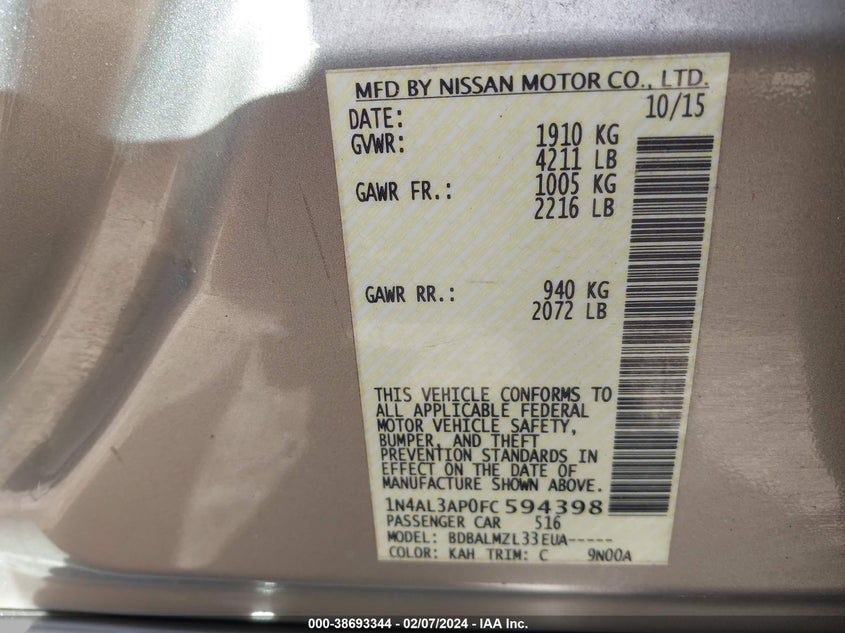 MFD BY NISSAN MOTOR CO., LTD.
DATE: 10/15
GVWR: 1910 KG
4211 LB
GAWR FR.: 1005 KG
2216 LB
GAWR RR.: 940 KG
2072 LB
THIS VEHICLE CONFORMS TO
ALL APPLICABLE FEDERAL
MOTOR VEHICLE SAFETY,
BUMPER, AND THEFT
PREVENTION STANDARDS IN
EFFECT ON THE DATE OF
MANUFACTURE SHOWN ABOVE.
1N4AL3AP0FC594398
PASSENGER CAR 516
MODEL: BDBALMZL33EUA-----
COLOR: KAH TRIM: C 9N00A
000-38693344 - 02/07/2024 - IAA Inc.